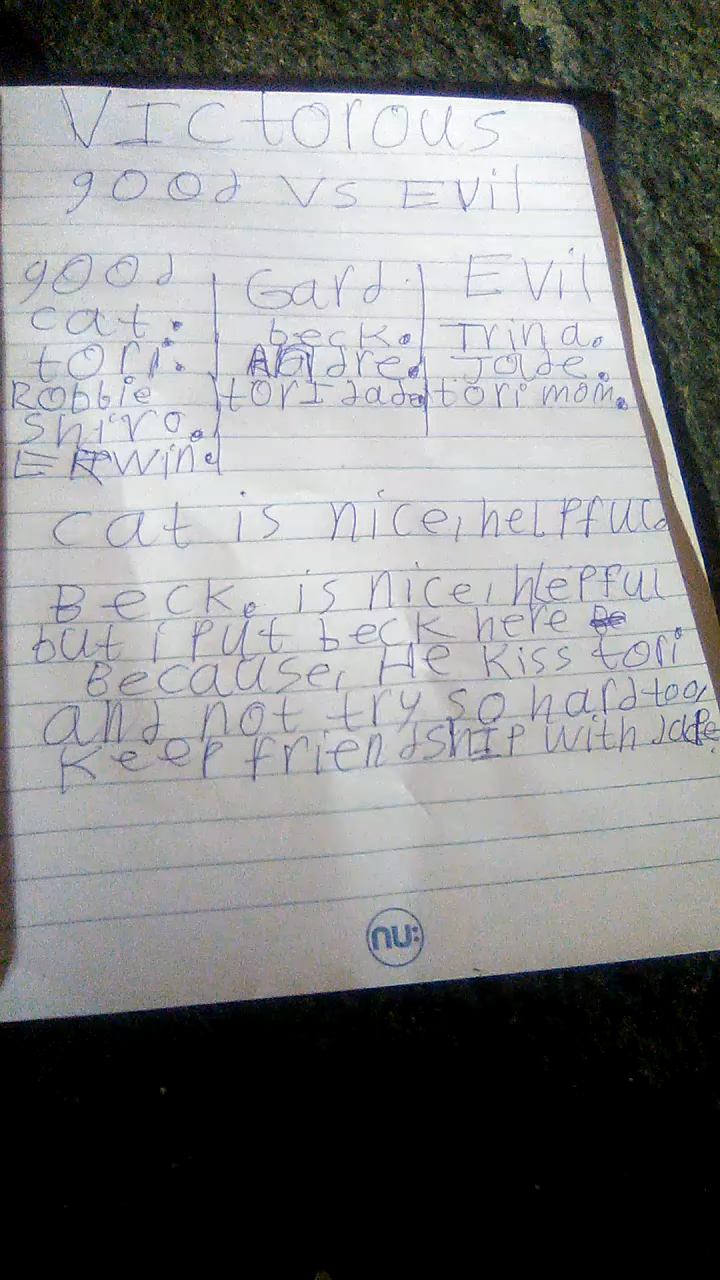 VICtorous
good VS EVil
good Gard EVil
cat. beck. Trina.
tori. Andre. Jade.
Robbie torI dad. tori mom.
Shivo.
ERWin.
cat is nice, helpful.
Beck. is nice, hlepful
but i put beck here
Because, He kiss tori
and not try so hard too,
keep friendship with Jade.
nu: